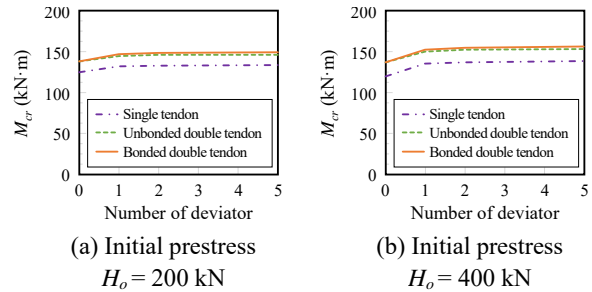 200
150
100
50
0
M_cr (kN·m)
Single tendon
Unbonded double tendon
Bonded double tendon
0 1 2 3 4 5
Number of deviator
(a) Initial prestress
H_o = 200 kN
200
150
100
50
0
M_cr (kN·m)
Single tendon
Unbonded double tendon
Bonded double tendon
0 1 2 3 4 5
Number of deviator
(b) Initial prestress
H_o = 400 kN